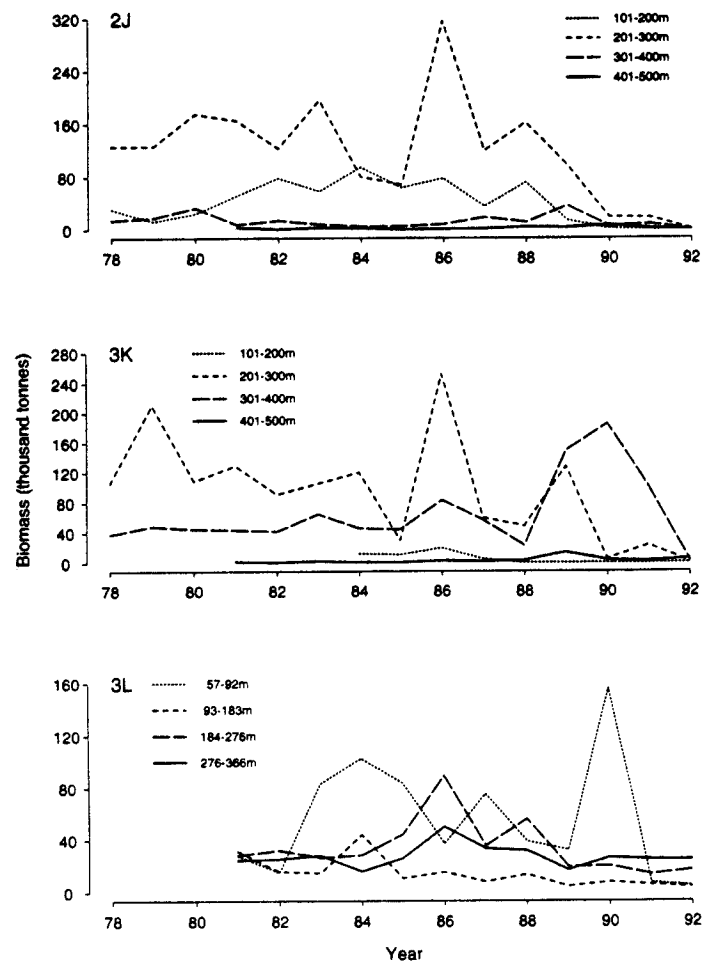 2J
101-200m
201-300m
301-400m
401-500m
320
240
160
80
0
78 80 82 84 86 88 90 92
Biomass (thousand tonnes)
3K
101-200m
201-300m
301-400m
401-500m
280
240
200
160
120
80
40
0
78 80 82 84 86 88 90 92
3L
57-92m
93-183m
184-276m
276-366m
160
120
80
40
0
78 80 82 84 86 88 90 92
Year